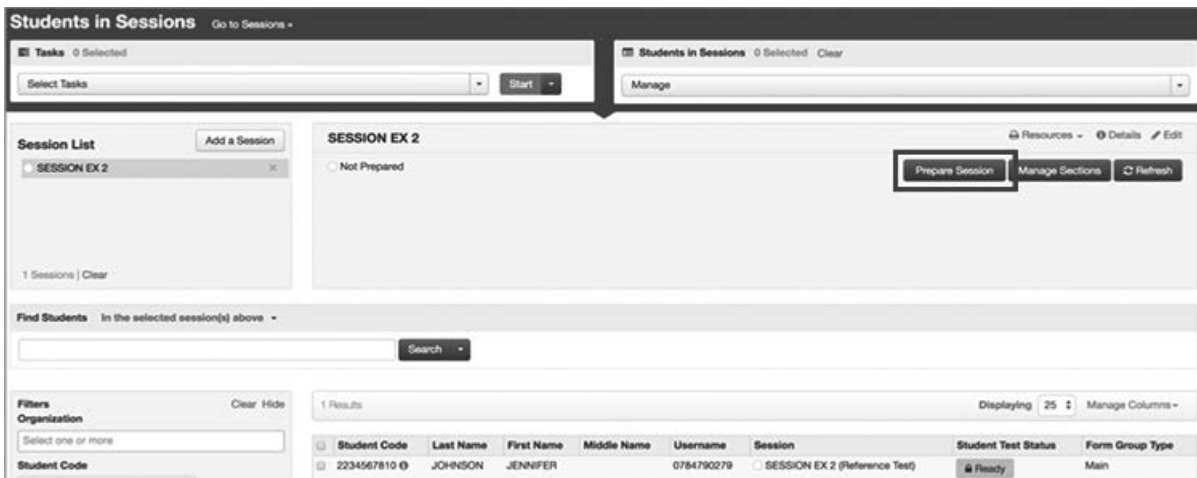 Students in Sessions Go to Sessions
Tasks 0 Selected
Students in Sessions 0 Selected Clear
Select Tasks
Start
Manage
Session List
Add a Session
SESSION EX 2
1 Sessions | Clear
SESSION EX 2
Resources Details Edit
Not Prepared
Prepare Session Manage Sections Refresh
Find Students In the selected session(s) above
Search
Filters Clear Hide
Organization
Select one or more
Student Code
1 Results Displaying 25 Manage Columns
Student Code Last Name First Name Middle Name Username Session Student Test Status Form Group Type
2234567810 JOHNSON JENNIFER 0784790279 SESSION EX 2 (Reference Test) Ready Main